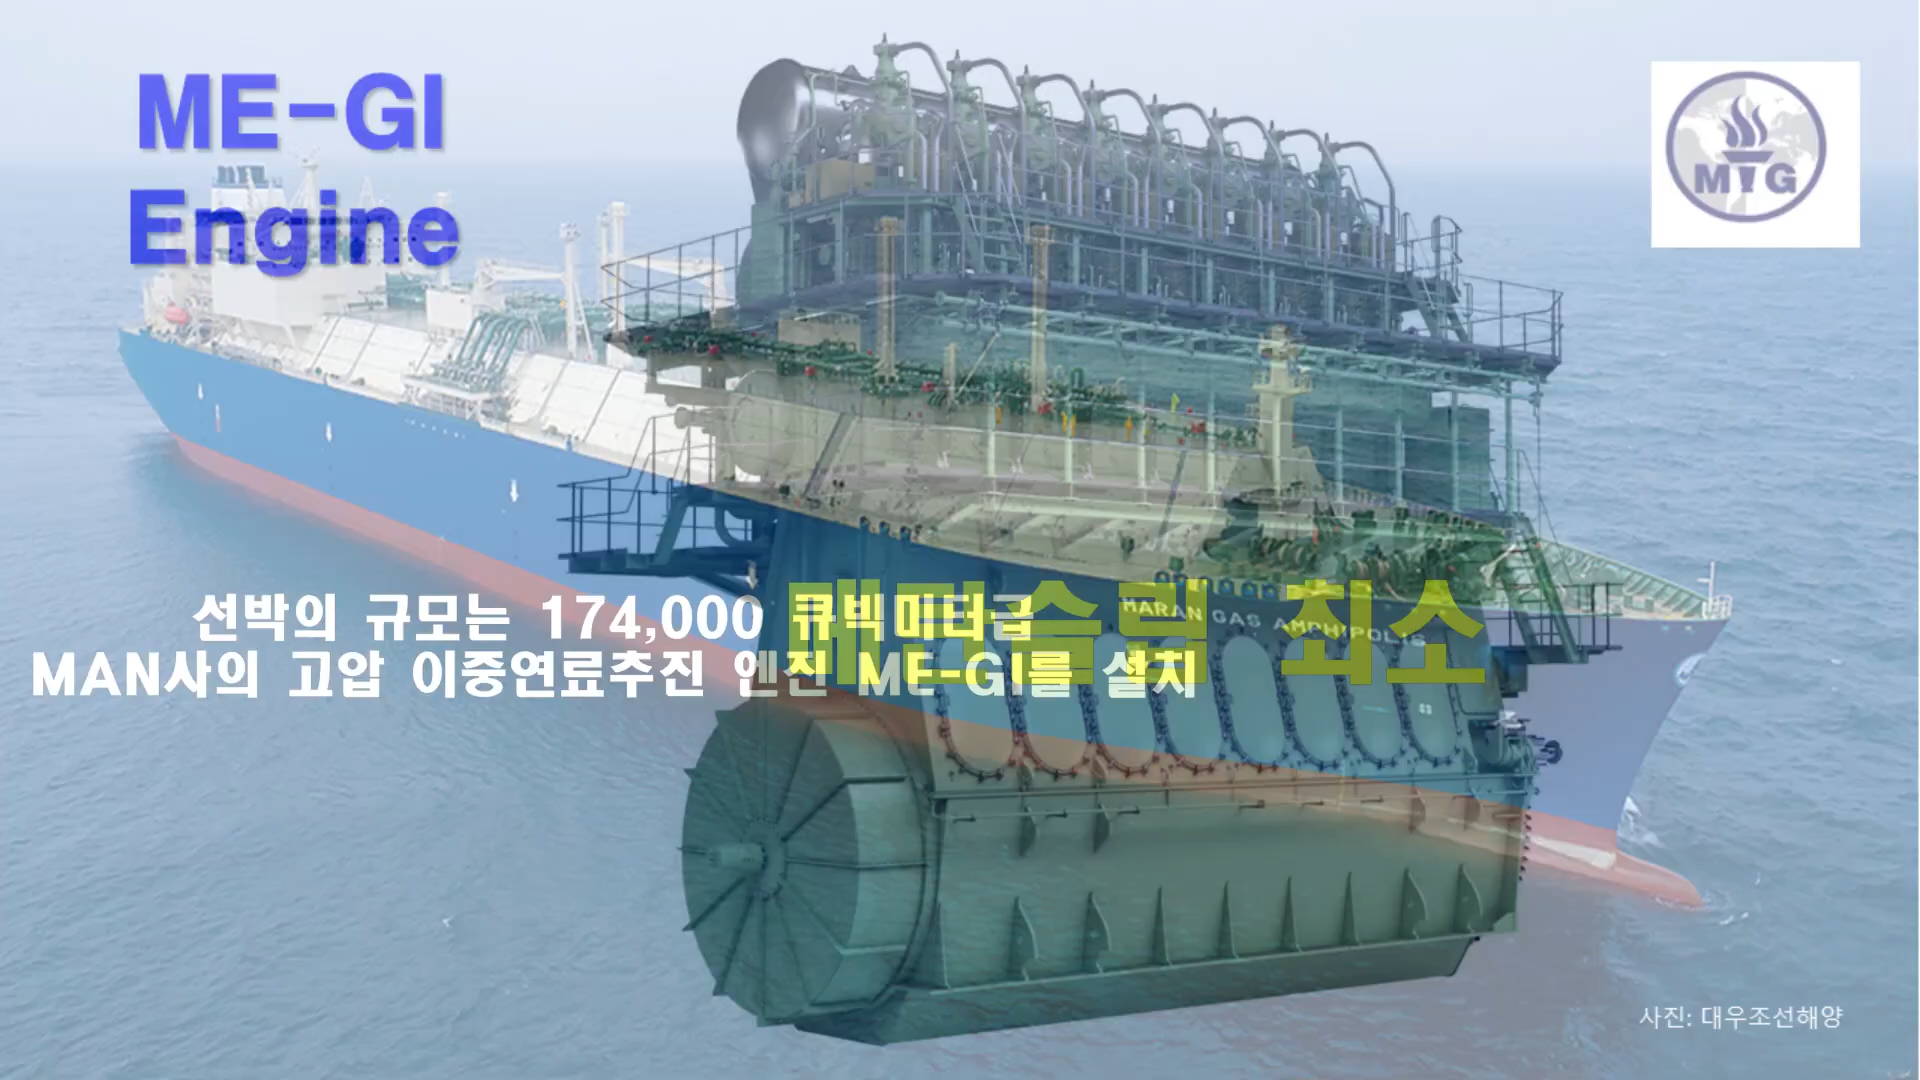 ME-GI
Engine
MTG
선박의 규모는 174,000 큐빅미터급
MAN사의 고압 이중연료추진 엔진 ME-GI를 설치
메탄슬립 최소
MARAN GAS AMPHIPOLIS
사진: 대우조선해양